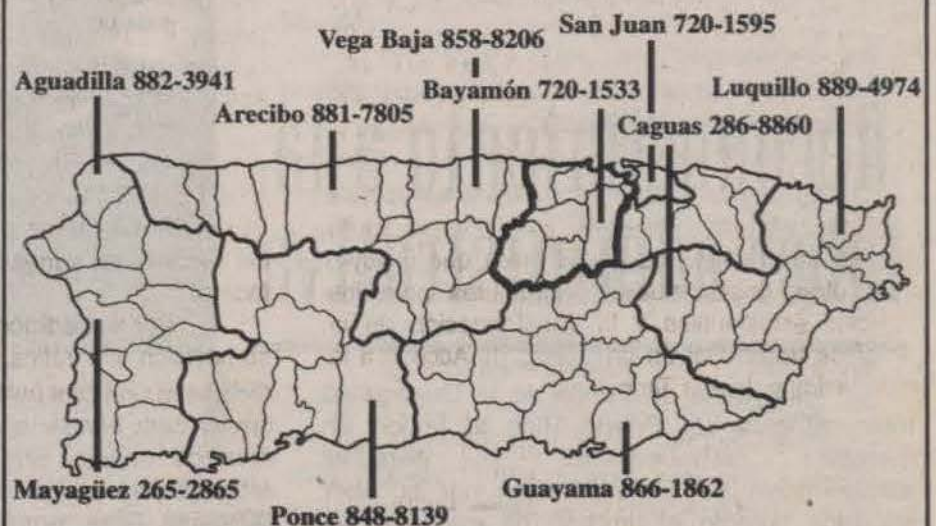 San Juan 720-1595
Vega Baja 858-8206
Aguadilla 882-3941
Bayamón 720-1533
Luquillo 889-4974
Arecibo 881-7805
Caguas 286-8860
Mayagüez 265-2865
Guayama 866-1862
Ponce 848-8139